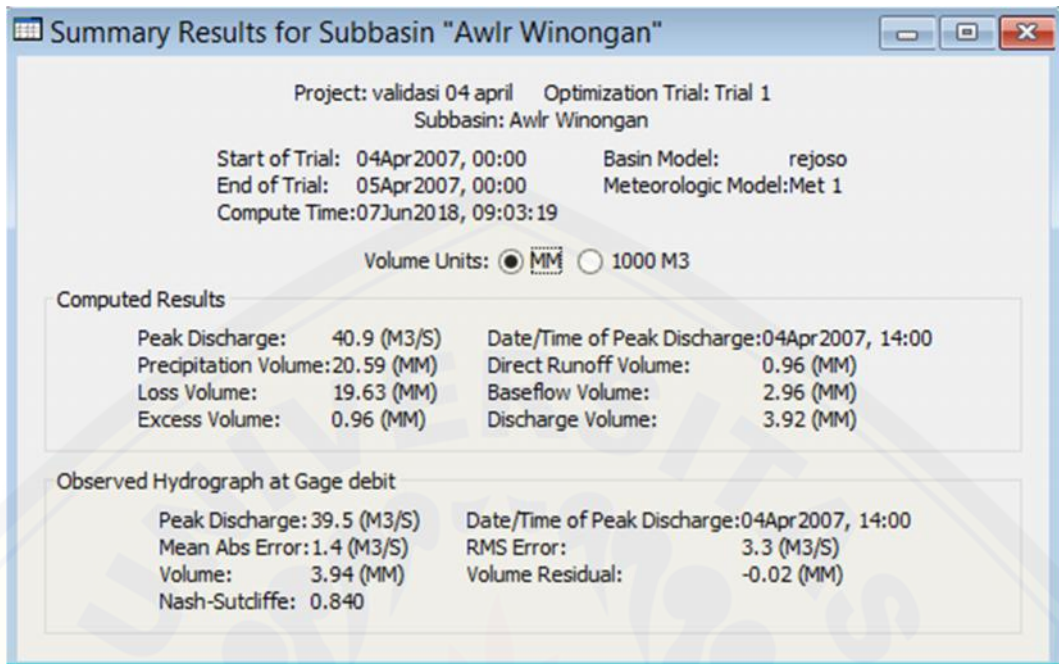 Summary Results for Subbasin "Awlr Winongan"
Project: validasi 04 april Optimization Trial: Trial 1
Subbasin: Awlr Winongan
Start of Trial: 04Apr2007, 00:00 Basin Model: rejoso
End of Trial: 05Apr2007, 00:00 Meteorologic Model:Met 1
Compute Time:07Jun2018, 09:03:19
Volume Units: MM 1000 M3
Computed Results
Peak Discharge: 40.9 (M3/S) Date/Time of Peak Discharge:04Apr2007, 14:00
Precipitation Volume:20.59 (MM) Direct Runoff Volume: 0.96 (MM)
Loss Volume: 19.63 (MM) Baseflow Volume: 2.96 (MM)
Excess Volume: 0.96 (MM) Discharge Volume: 3.92 (MM)
Observed Hydrograph at Gage debit
Peak Discharge:39.5 (M3/S) Date/Time of Peak Discharge:04Apr2007, 14:00
Mean Abs Error:1.4 (M3/S) RMS Error: 3.3 (M3/S)
Volume: 3.94 (MM) Volume Residual: -0.02 (MM)
Nash-Sutcliffe: 0.840
UNIVERSITAS